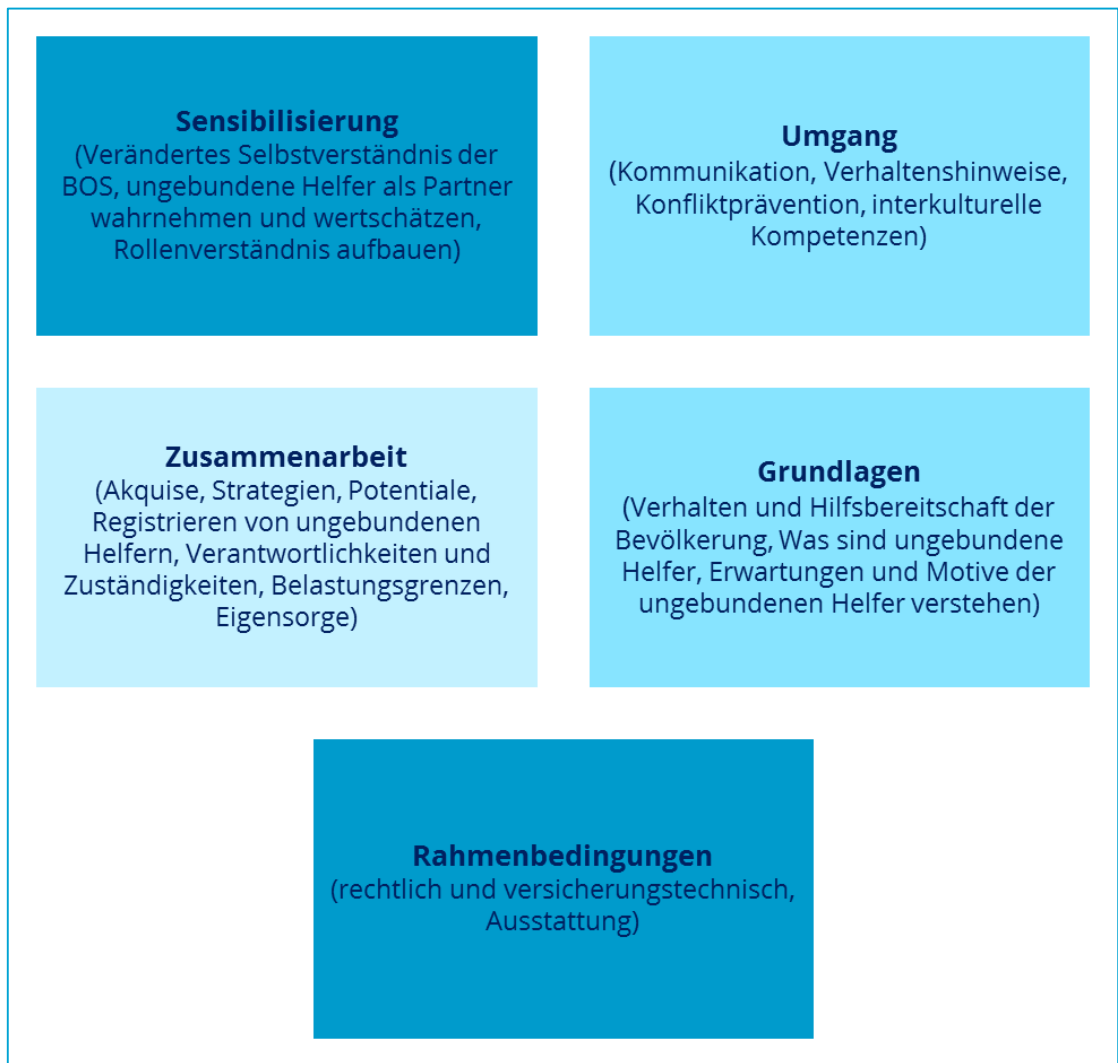 Sensibilisierung
(Verändertes Selbstverständnis der
BOS, ungebundene Helfer als Partner
wahrnehmen und wertschätzen,
Rollenverständnis aufbauen)
Umgang
(Kommunikation, Verhaltenshinweise,
Konfliktprävention, interkulturelle
Kompetenzen)
Zusammenarbeit
(Akquise, Strategien, Potentiale,
Registrieren von ungebundenen
Helfern, Verantwortlichkeiten und
Zuständigkeiten, Belastungsgrenzen,
Eigensorge)
Grundlagen
(Verhalten und Hilfsbereitschaft der
Bevölkerung, Was sind ungebundene
Helfer, Erwartungen und Motive der
ungebundenen Helfer verstehen)
Rahmenbedingungen
(rechtlich und versicherungstechnisch,
Ausstattung)